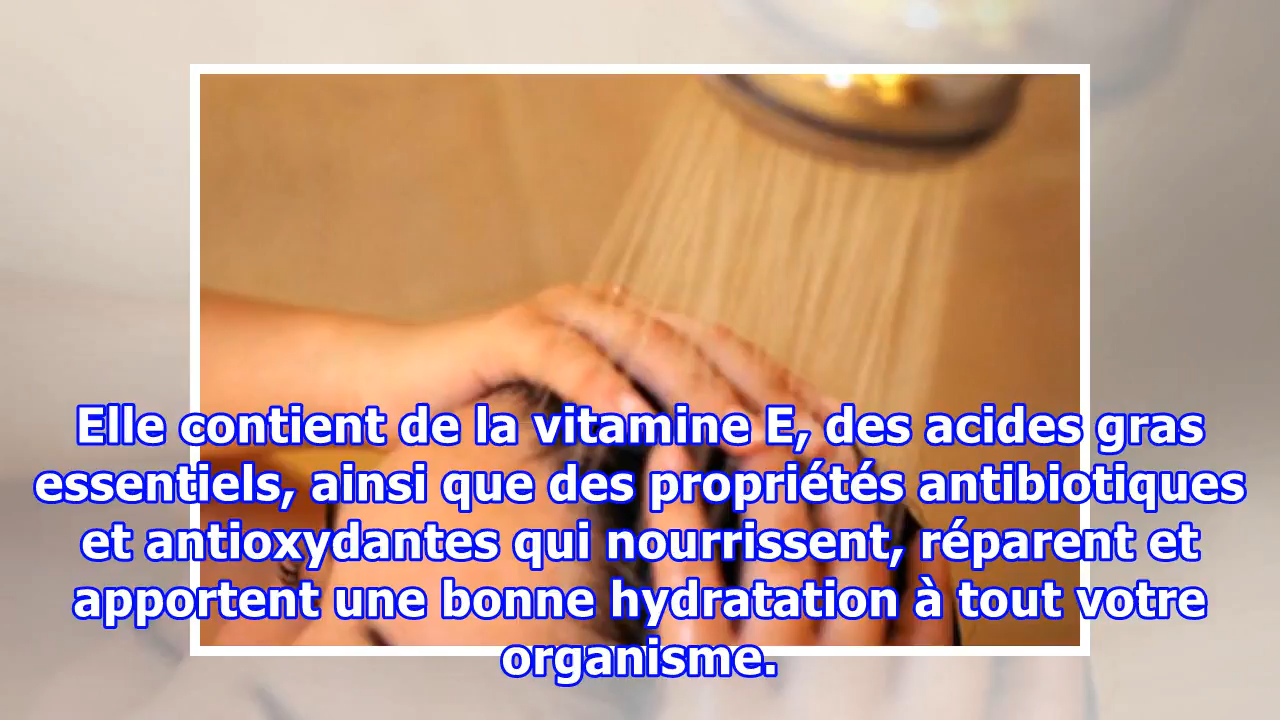 Elle contient de la vitamine E, des acides gras
essentiels, ainsi que des propriétés antibiotiques
et antioxydantes qui nourrissent, réparent et
apportent une bonne hydratation à tout votre
organisme.